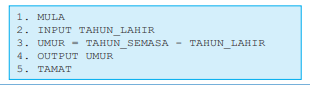 1. MULA
2. INPUT TAHUN_LAHIR
3. UMUR = TAHUN_SEMASA - TAHUN_LAHIR
4. OUTPUT UMUR
5. TAMAT